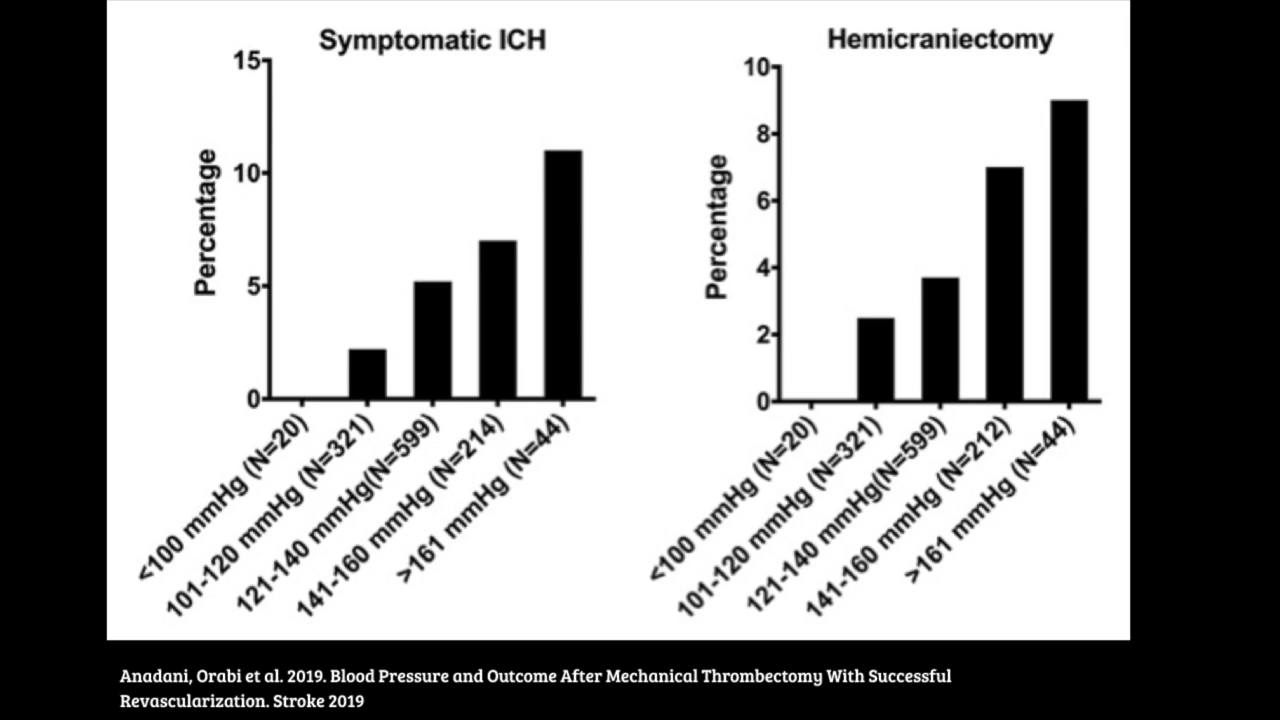 Symptomatic ICH
15
10
5
0
Percentage
<100 mmHg (N=20)
101-120 mmHg (N=321)
121-140 mmHg(N=599)
141-160 mmHg (N=214)
>161 mmHg (N=44)
Hemicraniectomy
10
8
6
4
2
0
Percentage
<100 mmHg (N=20)
101-120 mmHg (N=321)
121-140 mmHg(N=599)
141-160 mmHg (N=212)
>161 mmHg (N=44)
Anadani, Orabi et al. 2019. Blood Pressure and Outcome After Mechanical Thrombectomy With Successful
Revascularization. Stroke 2019